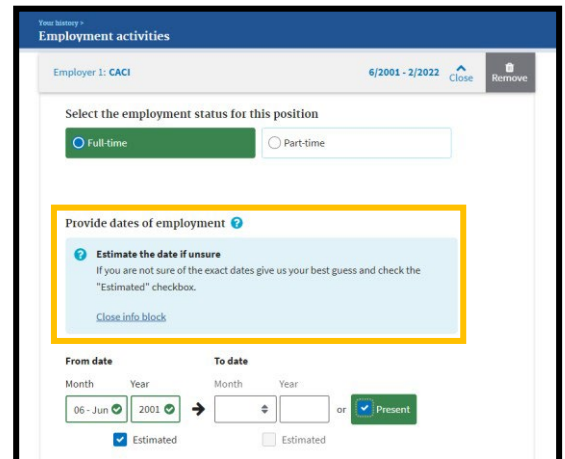 Your history >
Employment activities
Employer 1: CACI 6/2001 - 2/2022 Close Remove
Select the employment status for this position
Full-time Part-time
Provide dates of employment ?
? Estimate the date if unsure
If you are not sure of the exact dates give us your best guess and check the
"Estimated" checkbox.
Close info block
From date To date
Month Year Month Year
06 - Jun 2001 or Present
Estimated Estimated